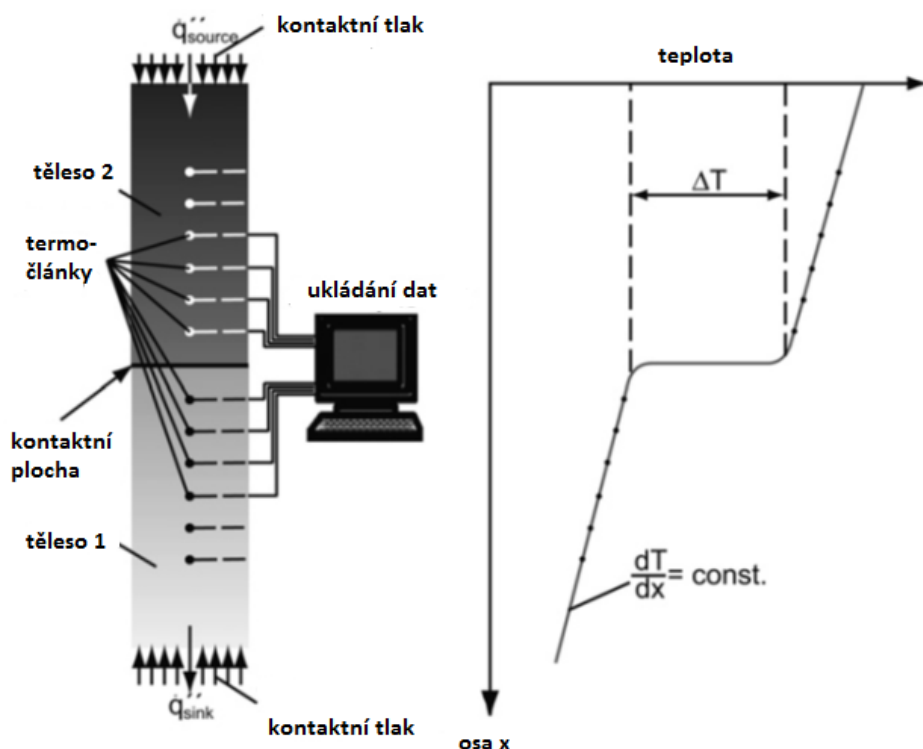 q̇´´source
kontaktní tlak
těleso 2
termo-
články
ukládání dat
kontaktní
plocha
těleso 1
q̇´´sink
kontaktní tlak
teplota
ΔT
dT
dx = const.
osa x